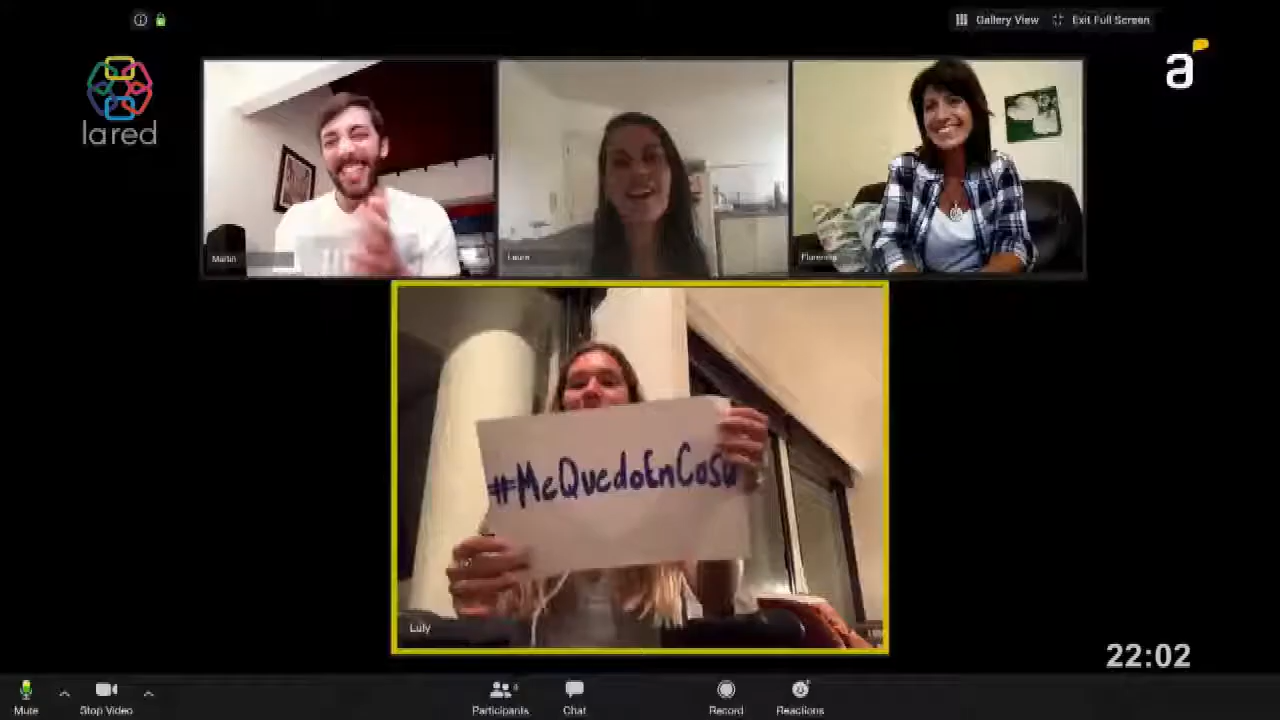 Gallery View
Exit Full Screen
lared
a
Martin
Laura
Florencia
#MeQuedoEnCasa
Luly
22:02
Mute
Stop Video
Participants
4
Chat
Record
Reactions